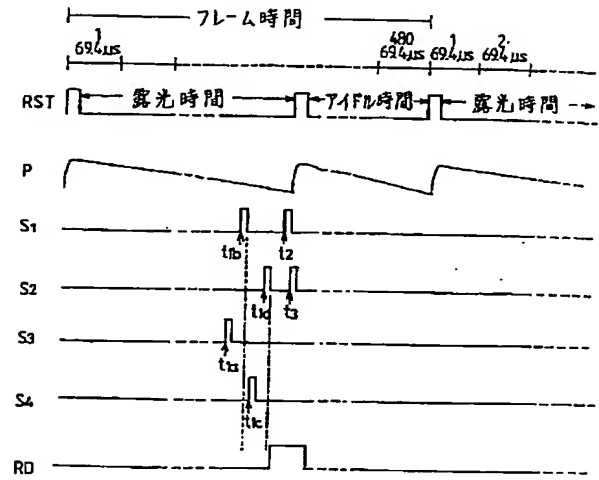 フレーム時間
1 480 1 2
69.4μs 69.4μs 69.4μs 69.4μs
RST 露光時間 アイドル時間 露光時間
P
S1
t1b t2
S2
t1d t3
S3
t1a
S4
t1c
RD